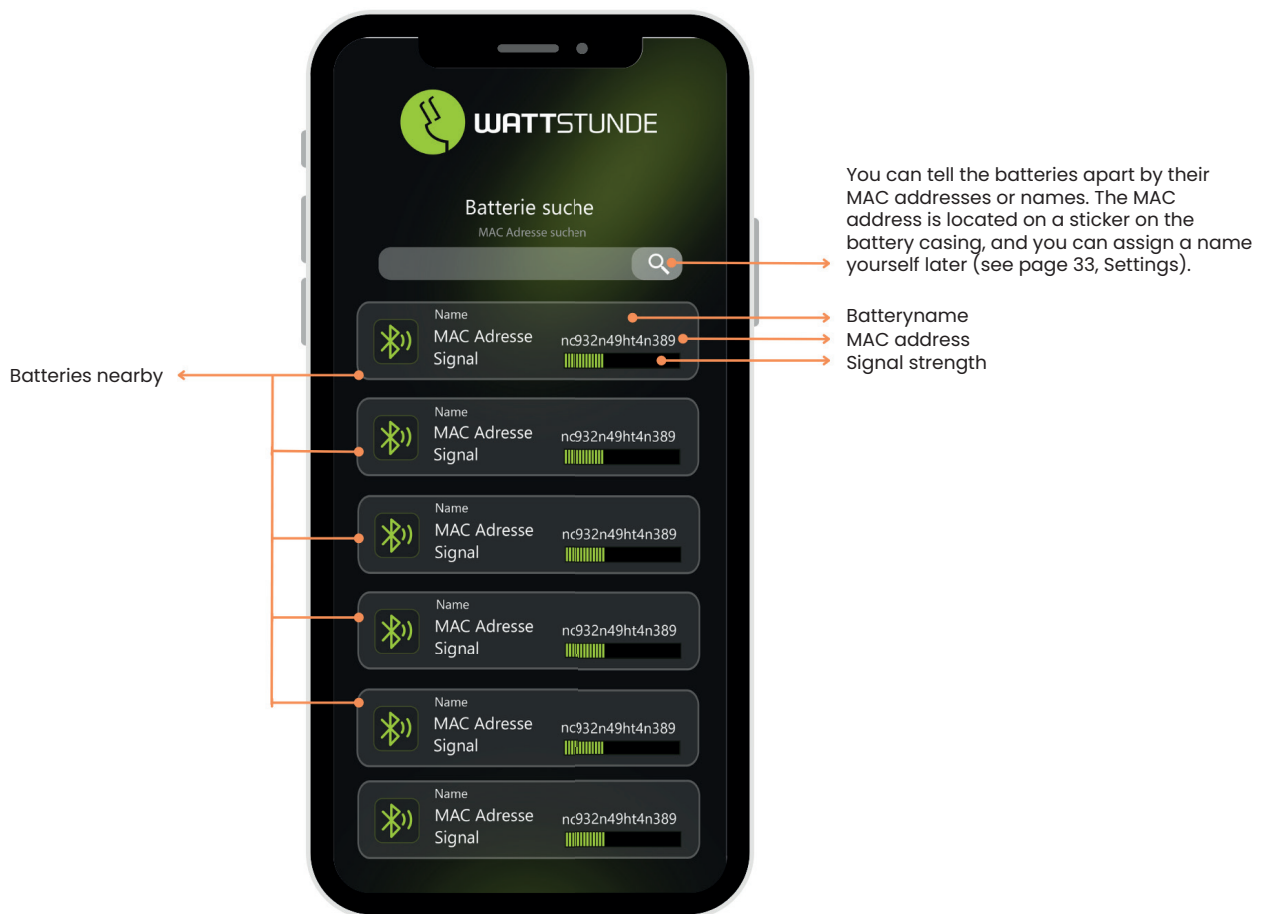 WATTSTUNDE
Batterie suche
MAC Adresse suchen
You can tell the batteries apart by their
MAC addresses or names. The MAC
address is located on a sticker on the
battery casing, and you can assign a name
yourself later (see page 33, Settings).
Batteries nearby
Name
MAC Adresse nc932n49ht4n389
Signal
Batteryname
MAC address
Signal strength
Name
MAC Adresse nc932n49ht4n389
Signal
Name
MAC Adresse nc932n49ht4n389
Signal
Name
MAC Adresse nc932n49ht4n389
Signal
Name
MAC Adresse nc932n49ht4n389
Signal
Name
MAC Adresse nc932n49ht4n389
Signal